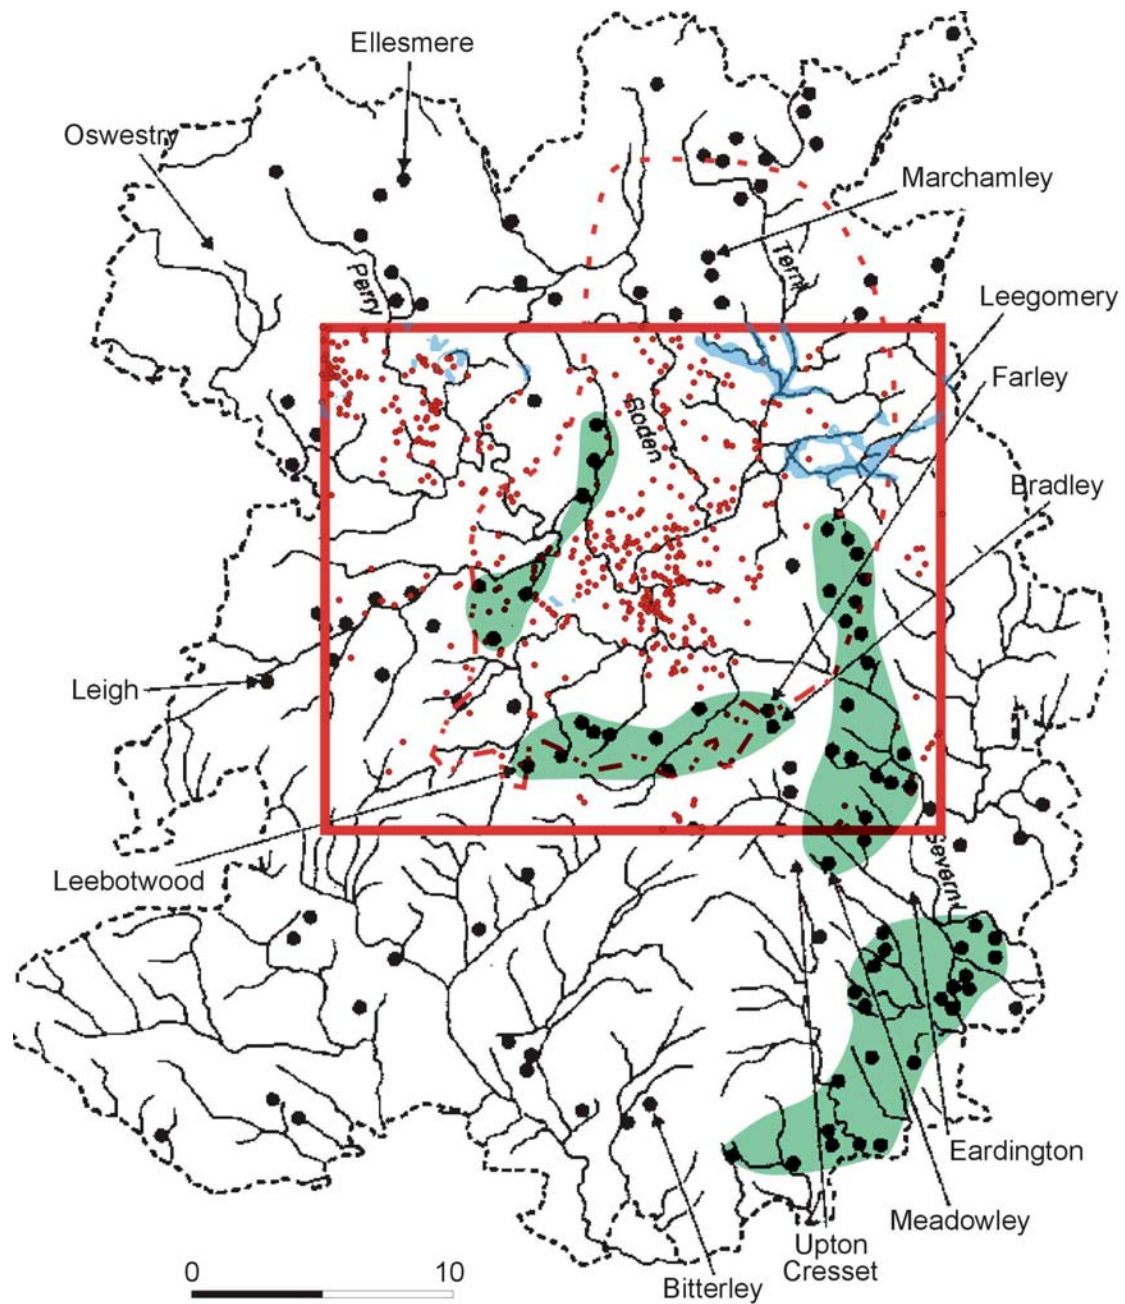 Ellesmere
Oswestry
Marchamley
Perry
Tern
Leegomery
Farley
Roden
Bradley
Leigh
Leebotwood
Severn
Eardington
Meadowley
Upton
Cresset
Bitterley
0 10